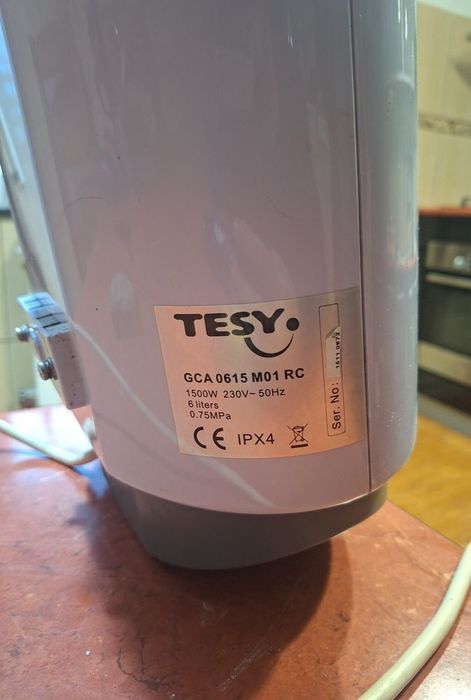 TESY
GCA 0615 M01 RC
1500W 230V~ 50Hz
6 liters
0.75MPa
CE IPX4
Ser. No: